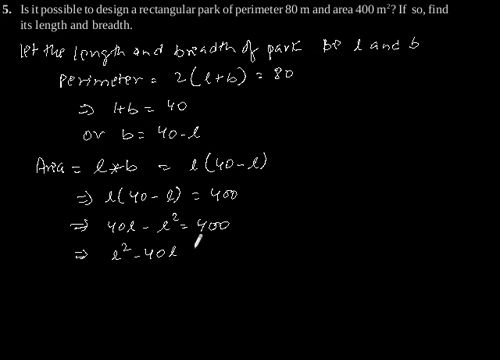 5. Is it possible to design a rectangular park of perimeter 80 m and area 400 m²? If so, find
its length and breadth.
let the length and breadth of park be l and b
Perimeter = 2(l+b) = 80
⇒ l+b = 40
or b = 40-l
Area = l*b = l(40-l)
⇒ l(40-l) = 400
⇒ 40l - l² = 400
⇒ l² - 40l